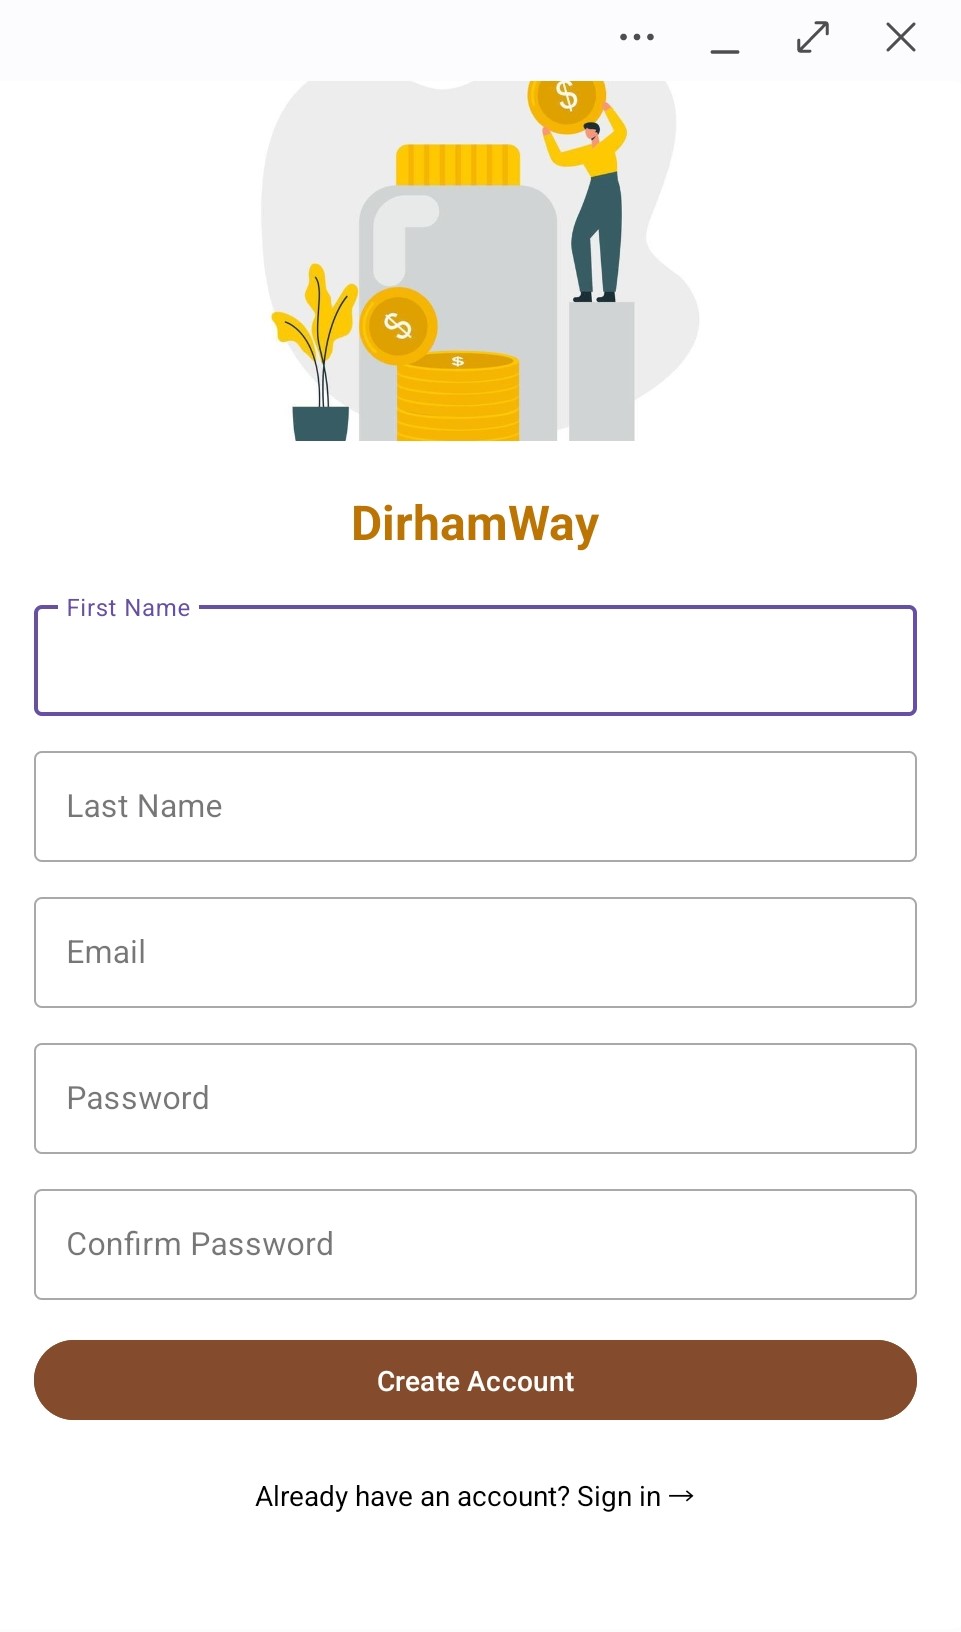 $
$
$
DirhamWay
First Name
Last Name
Email
Password
Confirm Password
Create Account
Already have an account? Sign in →